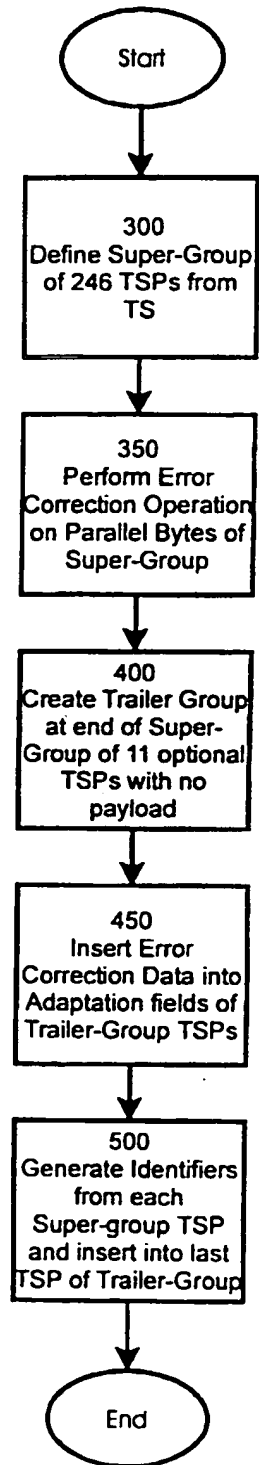 Start
300
Define Super-Group
of 246 TSPs from
TS
350
Perform Error
Correction Operation
on Parallel Bytes of
Super-Group
400
Create Trailer Group
at end of Super-
Group of 11 optional
TSPs with no
payload
450
Insert Error
Correction Data into
Adaptation fields of
Trailer-Group TSPs
500
Generate Identifiers
from each
Super-group TSP
and insert into last
TSP of Trailer-Group
End